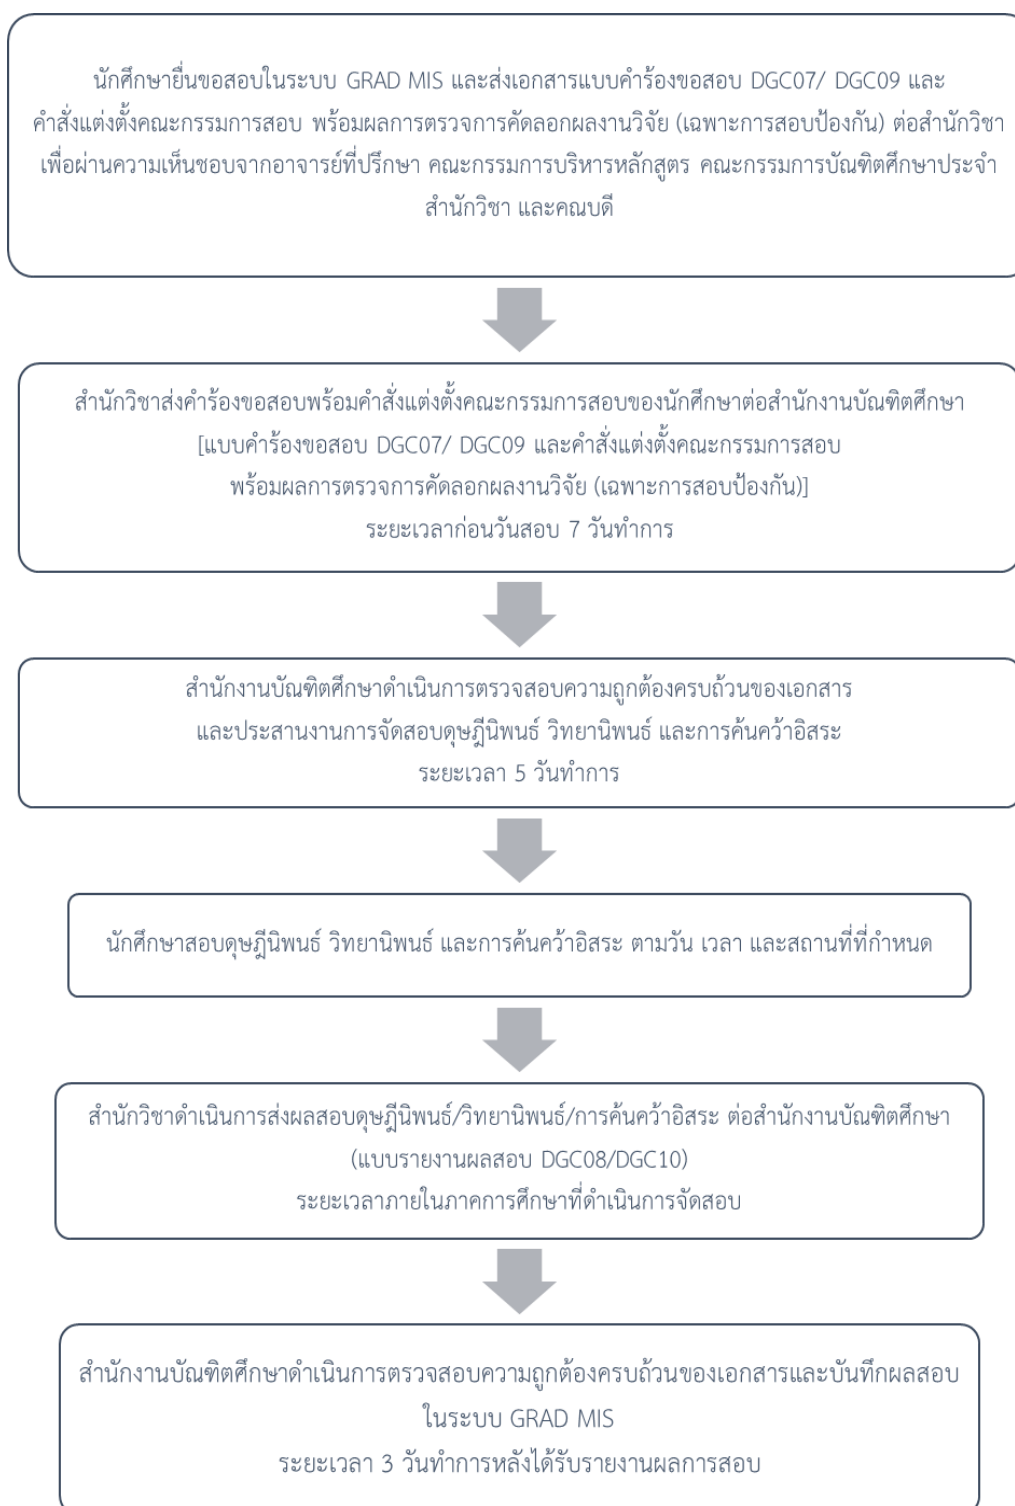 นักศึกษายื่นขอสอบในระบบ GRAD MIS และส่งเอกสารแบบคำร้องขอสอบ DGC07/ DGC09 และ
คำสั่งแต่งตั้งคณะกรรมการสอบ พร้อมผลการตรวจการคัดลอกผลงานวิจัย (เฉพาะการสอบป้องกัน) ต่อสำนักวิชา
เพื่อผ่านความเห็นชอบจากอาจารย์ที่ปรึกษา คณะกรรมการบริหารหลักสูตร คณะกรรมการบัณฑิตศึกษาประจำ
สำนักวิชา และคณบดี
สำนักวิชาส่งคำร้องขอสอบพร้อมคำสั่งแต่งตั้งคณะกรรมการสอบของนักศึกษาต่อสำนักงานบัณฑิตศึกษา
[แบบคำร้องขอสอบ DGC07/ DGC09 และคำสั่งแต่งตั้งคณะกรรมการสอบ
พร้อมผลการตรวจการคัดลอกผลงานวิจัย (เฉพาะการสอบป้องกัน)]
ระยะเวลาก่อนวันสอบ 7 วันทำการ
สำนักงานบัณฑิตศึกษาดำเนินการตรวจสอบความถูกต้องครบถ้วนของเอกสาร
และประสานงานการจัดสอบดุษฎีนิพนธ์ วิทยานิพนธ์ และการค้นคว้าอิสระ
ระยะเวลา 5 วันทำการ
นักศึกษาสอบดุษฎีนิพนธ์ วิทยานิพนธ์ และการค้นคว้าอิสระ ตามวัน เวลา และสถานที่ที่กำหนด
สำนักวิชาดำเนินการส่งผลสอบดุษฎีนิพนธ์/วิทยานิพนธ์/การค้นคว้าอิสระ ต่อสำนักงานบัณฑิตศึกษา
(แบบรายงานผลสอบ DGC08/DGC10)
ระยะเวลาภายในภาคการศึกษาที่ดำเนินการจัดสอบ
สำนักงานบัณฑิตศึกษาดำเนินการตรวจสอบความถูกต้องครบถ้วนของเอกสารและบันทึกผลสอบ
ในระบบ GRAD MIS
ระยะเวลา 3 วันทำการหลังได้รับรายงานผลการสอบ